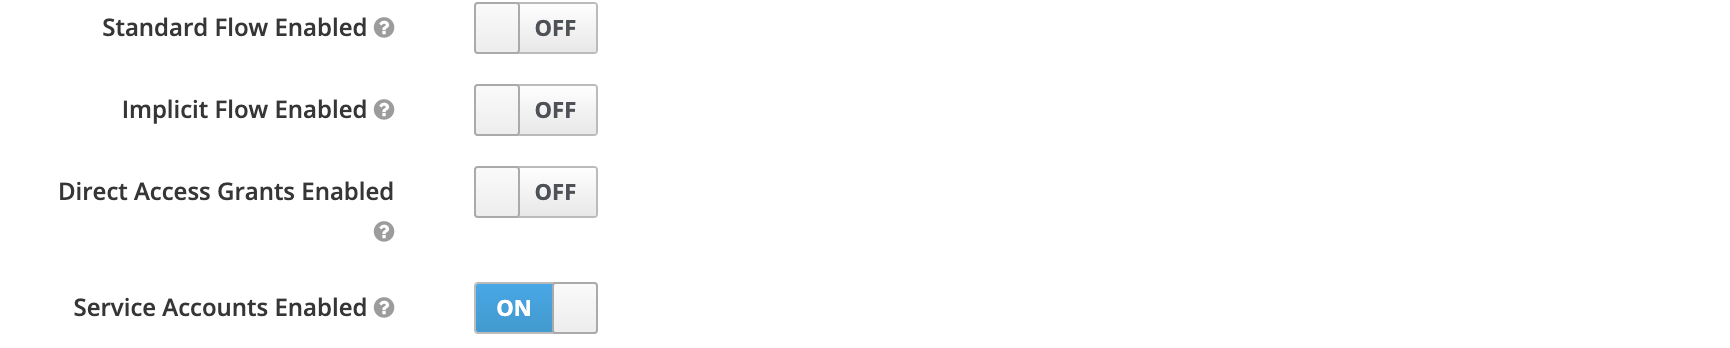 Standard Flow Enabled ? OFF
Implicit Flow Enabled ? OFF
Direct Access Grants Enabled OFF
?
Service Accounts Enabled ? ON